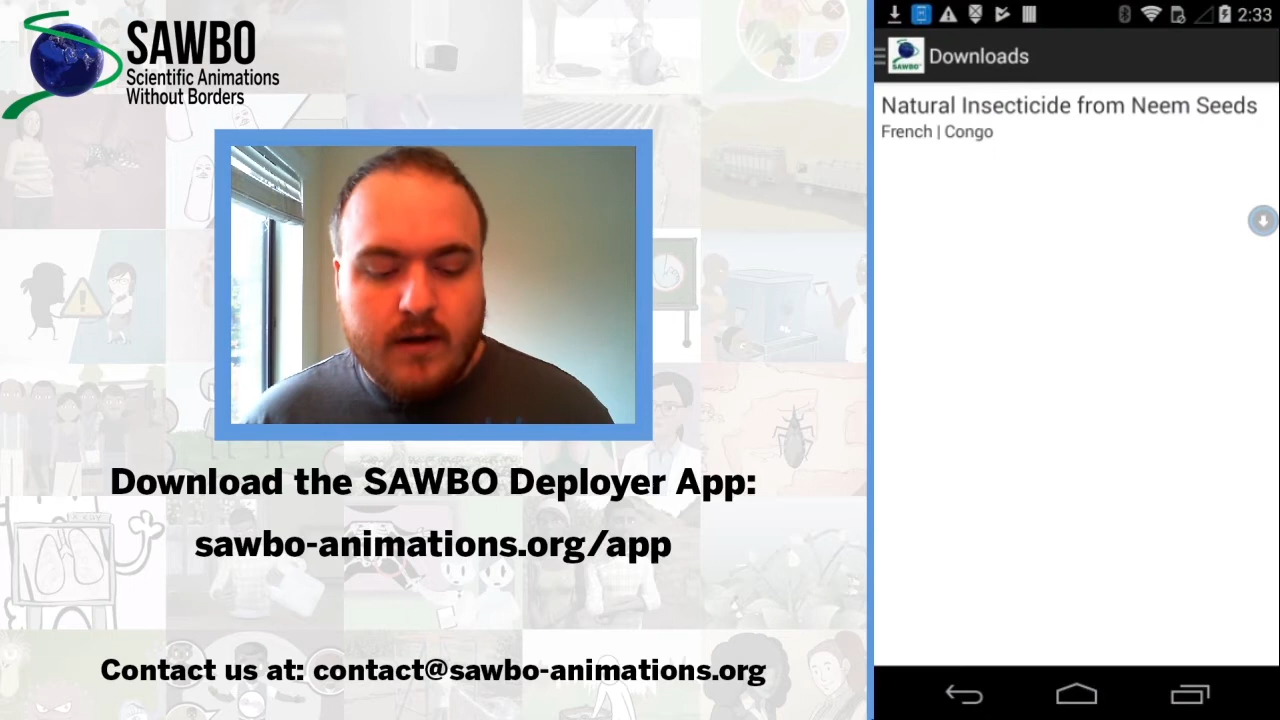 SAWBO
Scientific Animations
Without Borders
Download the SAWBO Deployer App:
sawbo-animations.org/app
Contact us at: contact@sawbo-animations.org
2:33
SAWBO
Downloads
Natural Insecticide from Neem Seeds
French | Congo